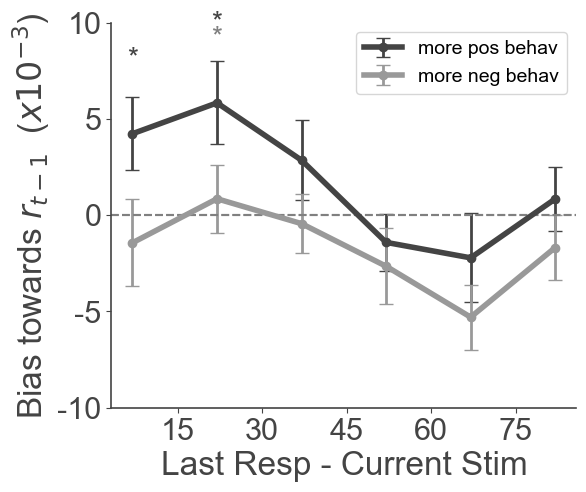 *
*
*
10
5
0
-5
-10
Bias towards r_{t-1} (x10^{-3})
more pos behav
more neg behav
15 30 45 60 75
Last Resp - Current Stim